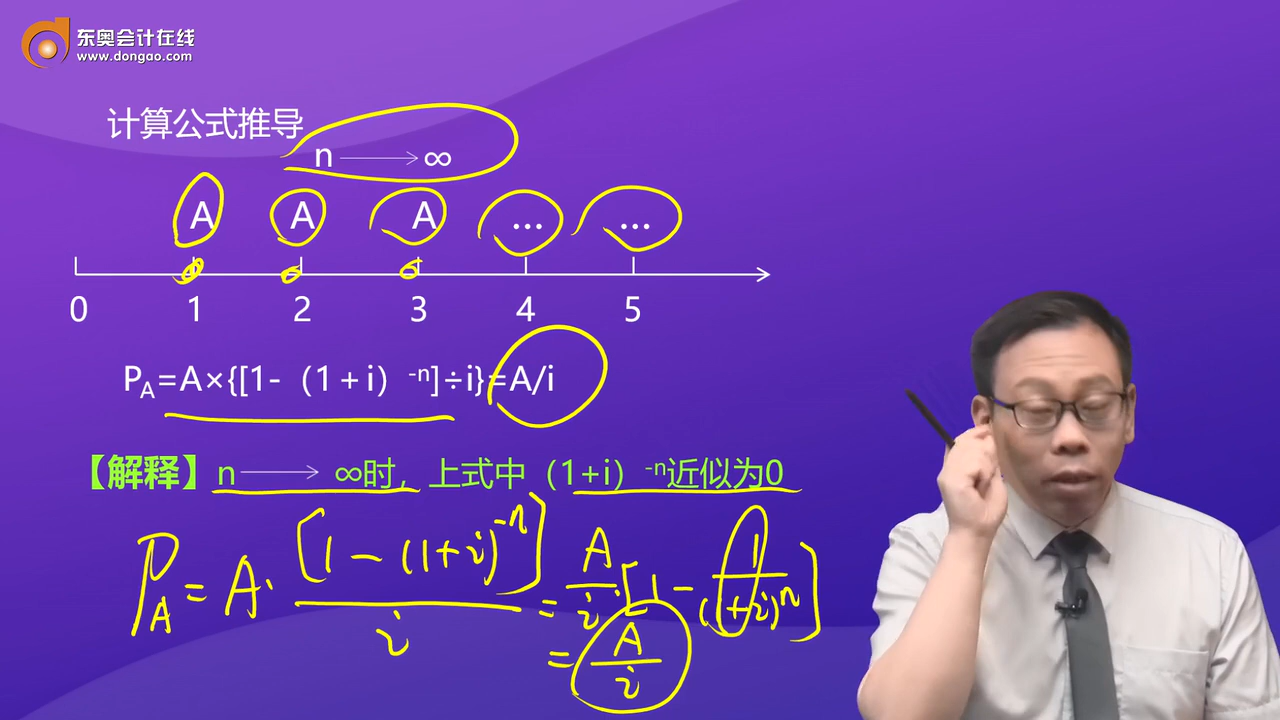 东奥会计在线
www.dongao.com
计算公式推导
n ⟶ ∞
A A A … …
0 1 2 3 4 5
P_A=A×{[1-（1+i）^-n]÷i}=A/i
【解释】n ⟶ ∞时，上式中（1+i）^-n近似为0
P_A = A · [1-(1+i)^-n] / i = A/i · [1 - 1/(1+i)^n]
= A/i